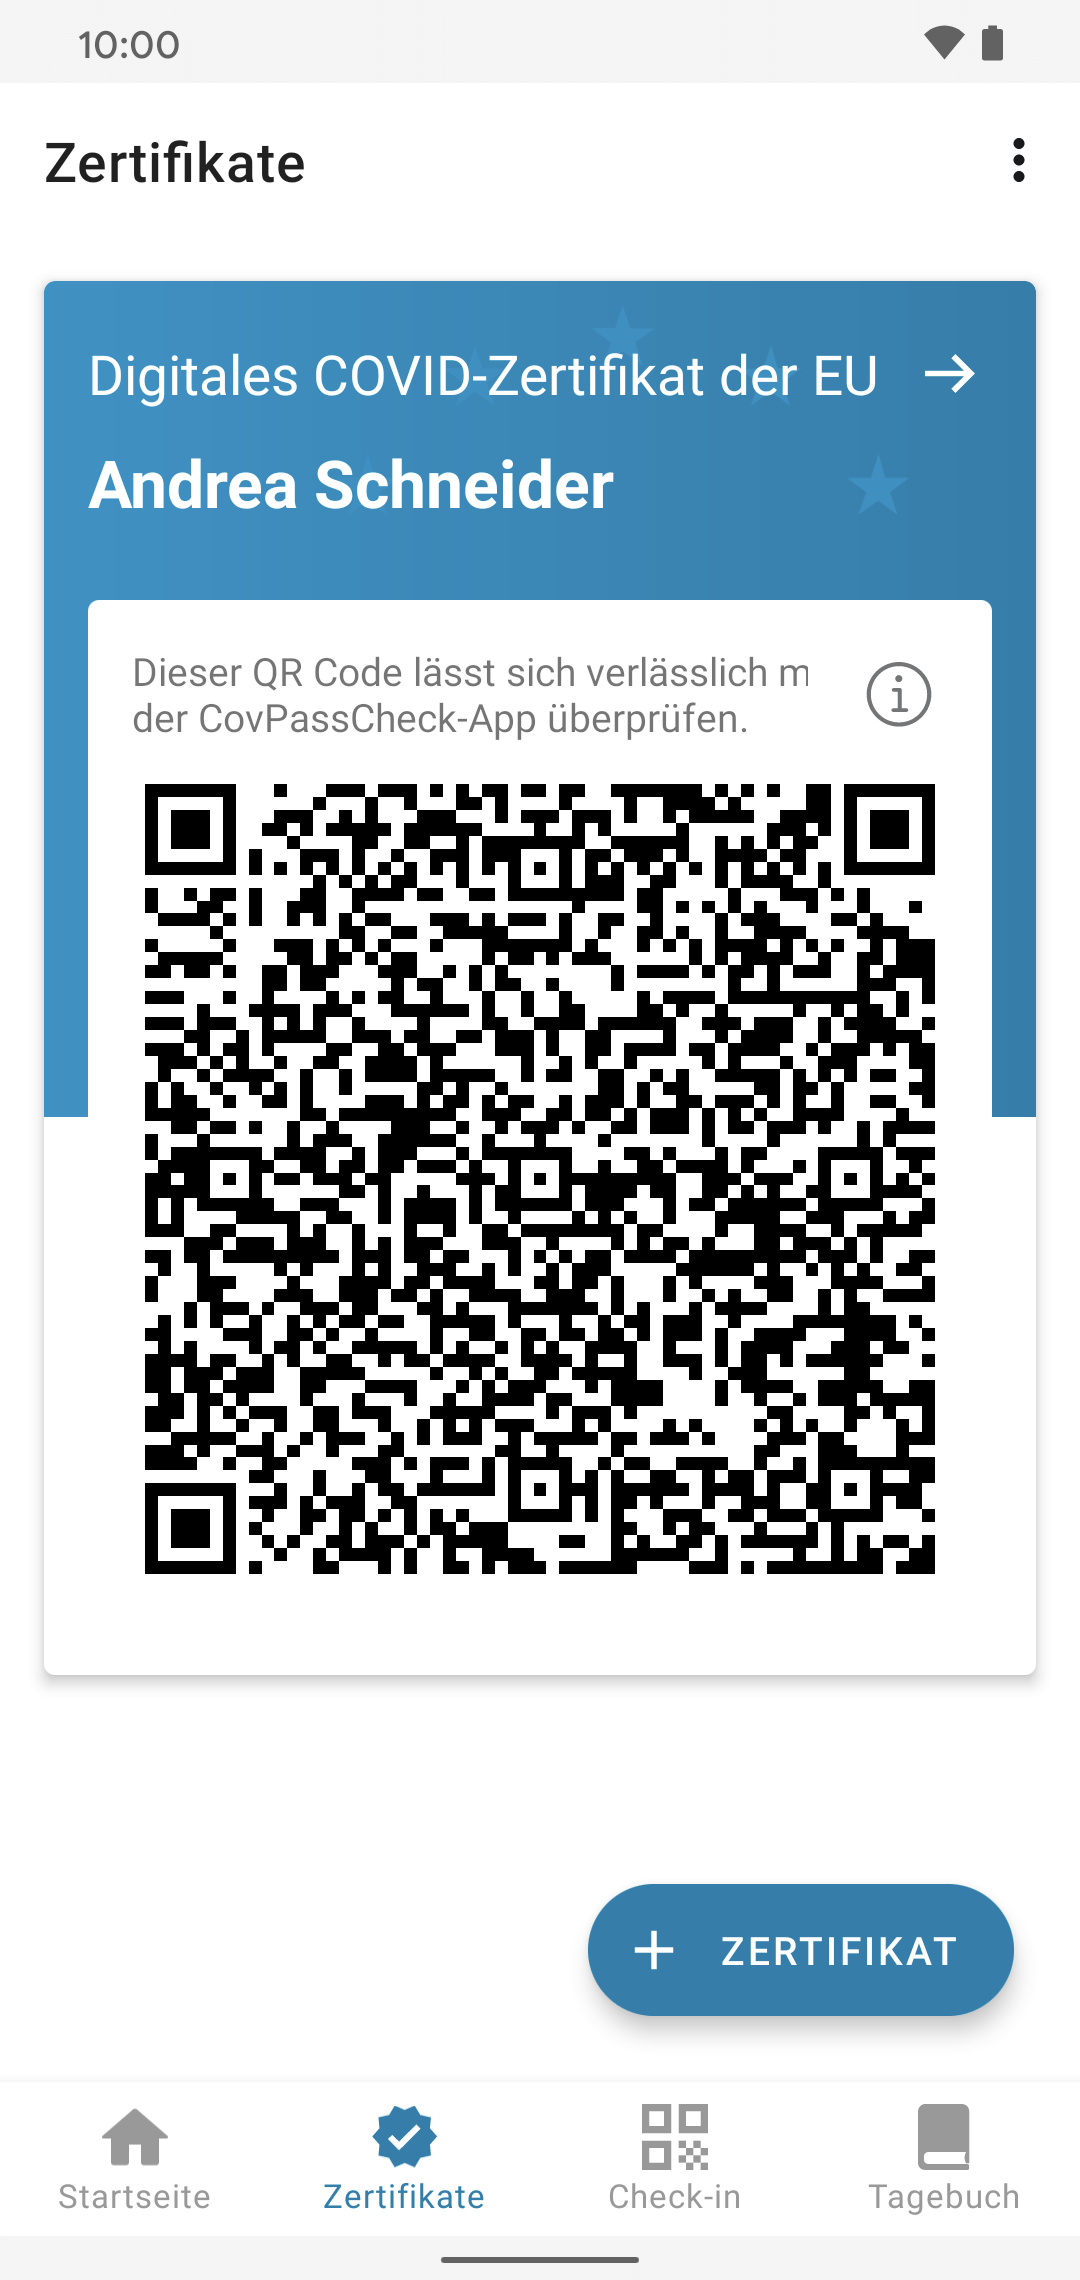 10:00
Zertifikate
Digitales COVID-Zertifikat der EU
Andrea Schneider
Dieser QR Code lässt sich verlässlich m
der CovPassCheck-App überprüfen.
ZERTIFIKAT
Startseite
Zertifikate
Check-in
Tagebuch